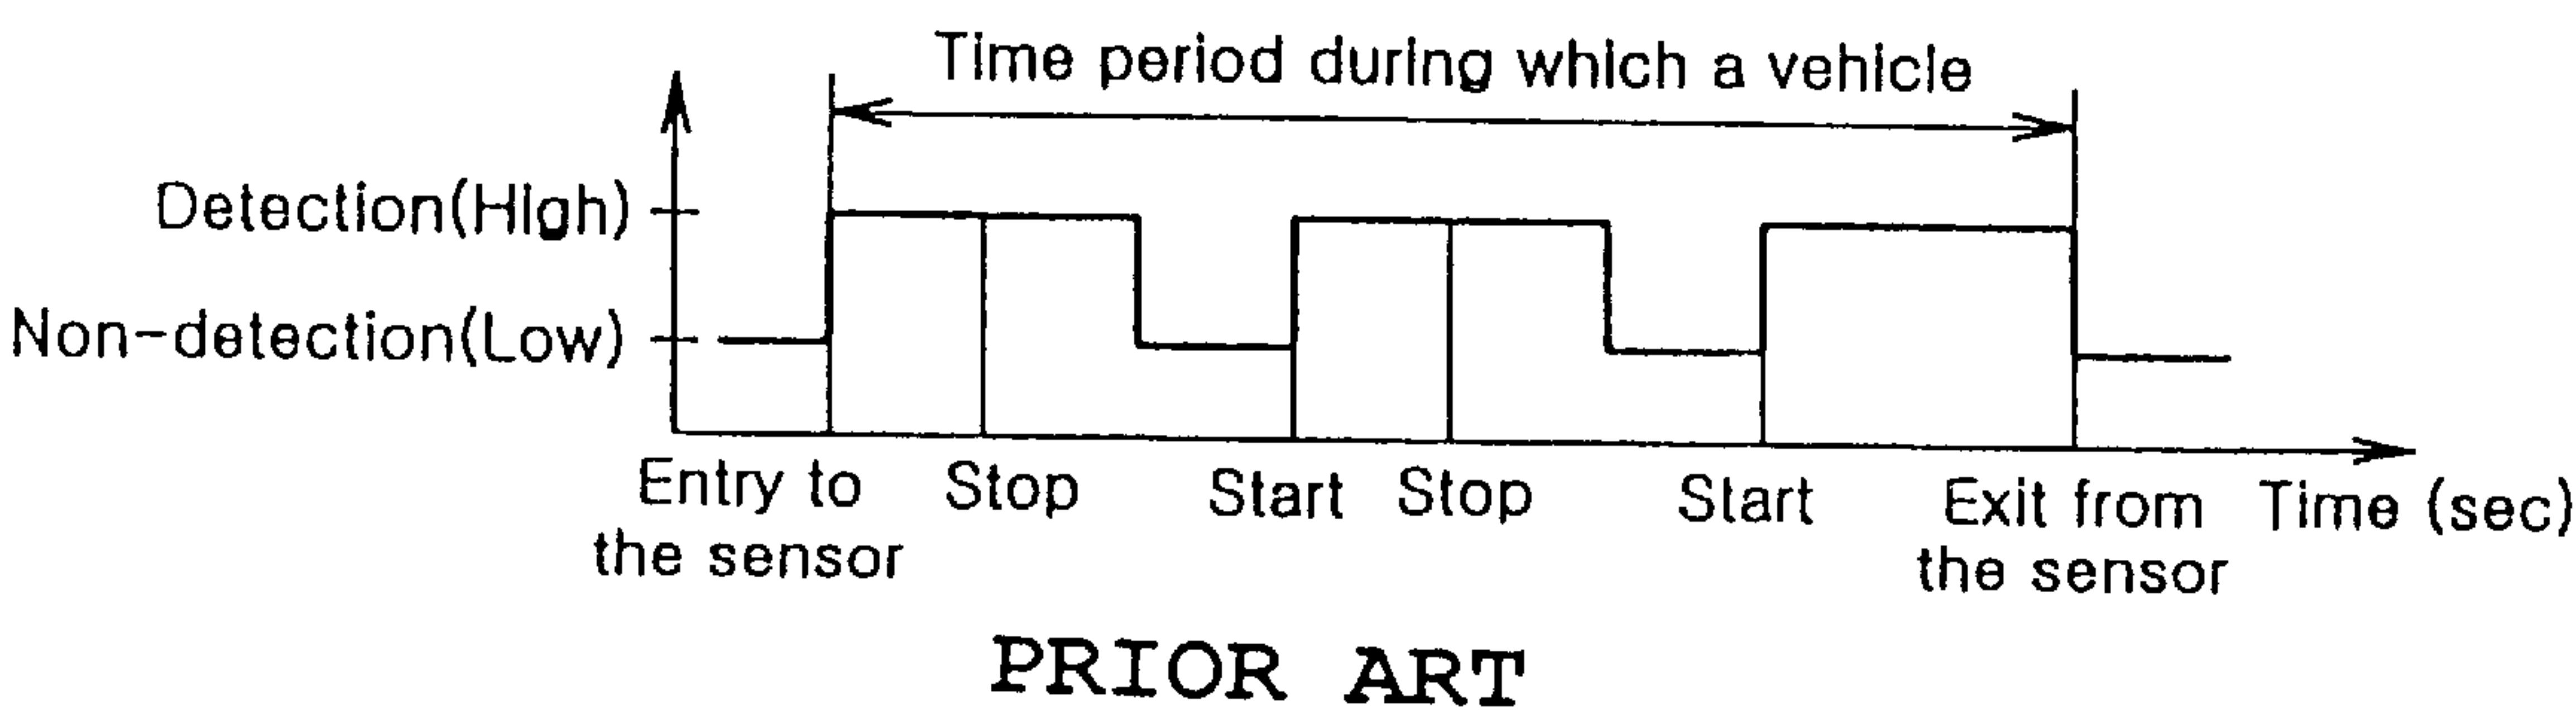 Time period during which a vehicle
Detection(High)
Non-detection(Low)
Entry to
the sensor
Stop
Start
Stop
Start
Exit from
the sensor
Time (sec)
PRIOR ART